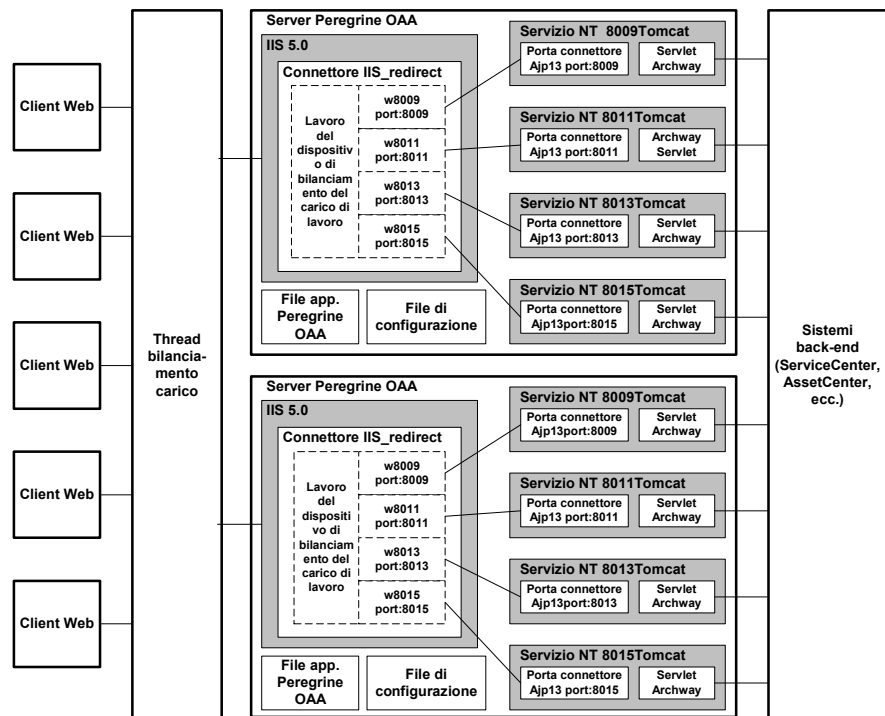 Client Web
Client Web
Client Web
Client Web
Client Web
Thread
bilancia-
mento
carico
Server Peregrine OAA
IIS 5.0
Connettore IIS_redirect
Lavoro
del
dispositiv
o di
bilanciam
ento del
carico di
lavoro
w8009
port:8009
w8011
port:8011
w8013
port:8013
w8015
port:8015
File app.
Peregrine
OAA
File di
configurazione
Servizio NT 8009Tomcat
Porta connettore
Ajp13 port:8009
Servlet
Archway
Servizio NT 8011Tomcat
Porta connettore
Ajp13 port:8011
Archway
Servlet
Servizio NT 8013Tomcat
Porta connettore
Ajp13 port:8013
Servlet
Archway
Servizio NT 8015Tomcat
Porta connettore
Ajp13port:8015
Servlet
Archway
Server Peregrine OAA
IIS 5.0
Connettore IIS_redirect
Lavoro
del
dispositi
vo di
bilanciam
ento del
carico di
lavoro
w8009
port:8009
w8011
port:8011
w8013
port:8013
w8015
port:8015
File app.
Peregrine
OAA
File di
configurazione
Servizio NT 8009Tomcat
Porta connettore
Ajp13port:8009
Servlet
Archway
Servizio NT 8011Tomcat
Porta connettore
Ajp13 port:8011
Servlet
Archway
Servizio NT 8013Tomcat
Porta connettore
Ajp13port:8013
Servlet
Archway
Servizio NT 8015Tomcat
Porta connettore
Ajp13 port:8015
Servlet
Archway
Sistemi
back-end
(ServiceCenter,
AssetCenter,
ecc.)